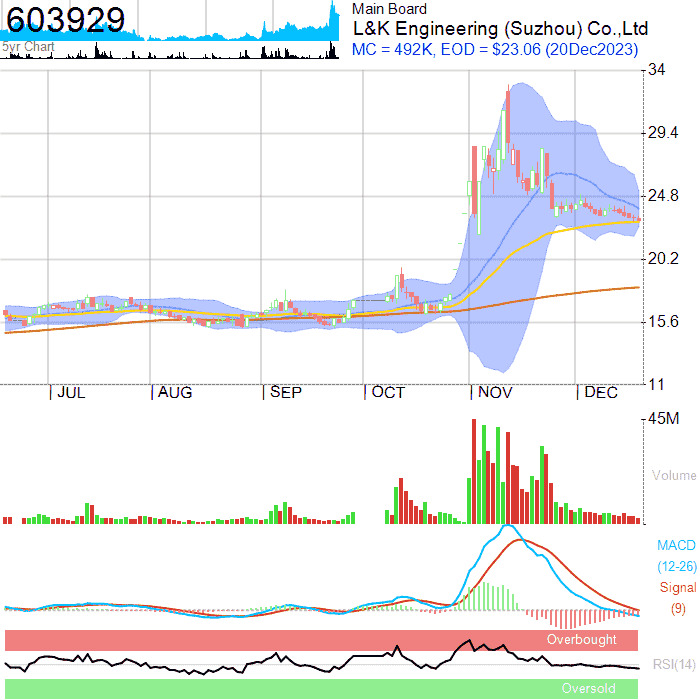 603929
5yr Chart
Main Board
L&K Engineering (Suzhou) Co.,Ltd
MC = 492K, EOD = $23.06 (20Dec2023)
34
29.4
24.8
20.2
15.6
11
JUL AUG SEP OCT NOV DEC
45M
Volume
MACD
(12-26)
Signal
(9)
Overbought
RSI(14)
Oversold